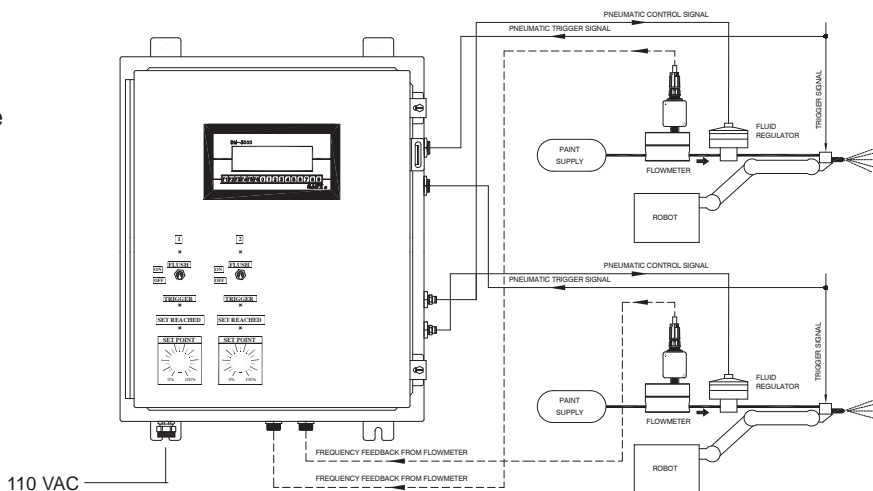 PNEUMATIC CONTROL SIGNAL
PNEUMATIC TRIGGER SIGNAL
TRIGGER SIGNAL
FLUID
REGULATOR
PAINT
SUPPLY
FLOWMETER
ROBOT
e
1
2
FLUSH
FLUSH
ON
ON
OFF
OFF
TRIGGER
TRIGGER
SET REACHED
SET REACHED
SET POINT
SET POINT
0% 100%
0% 100%
PNEUMATIC CONTROL SIGNAL
PNEUMATIC TRIGGER SIGNAL
TRIGGER SIGNAL
FLUID
REGULATOR
PAINT
SUPPLY
FLOWMETER
ROBOT
FREQUENCY FEEDBACK FROM FLOWMETER
FREQUENCY FEEDBACK FROM FLOWMETER
110 VAC